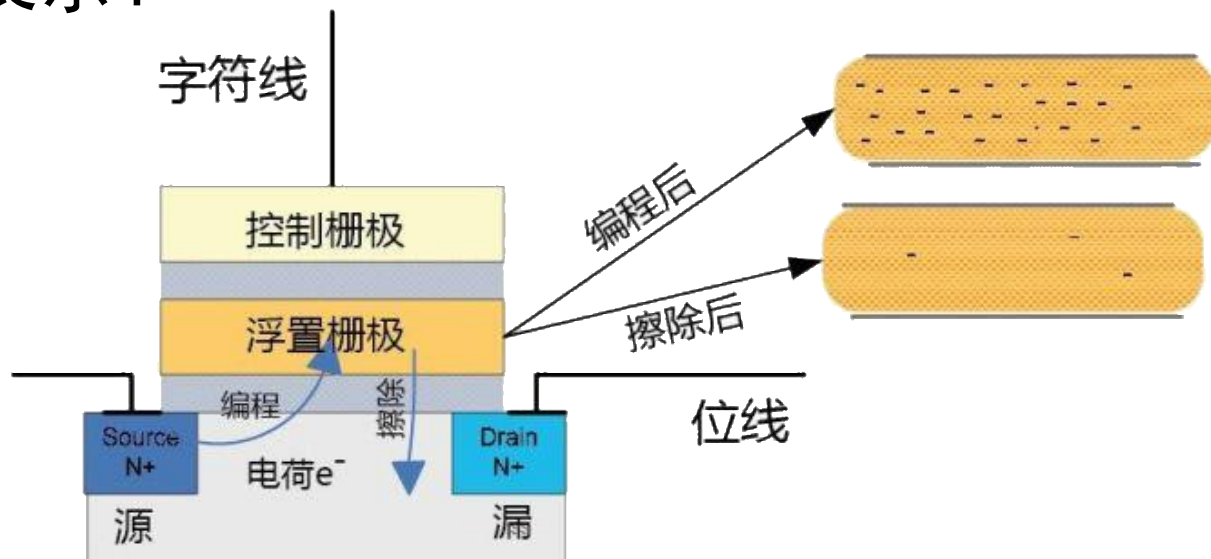 字符线
控制栅极
浮置栅极
编程后
擦除后
编程
擦除
位线
Source
N+
Drain
N+
电荷e⁻
源
漏